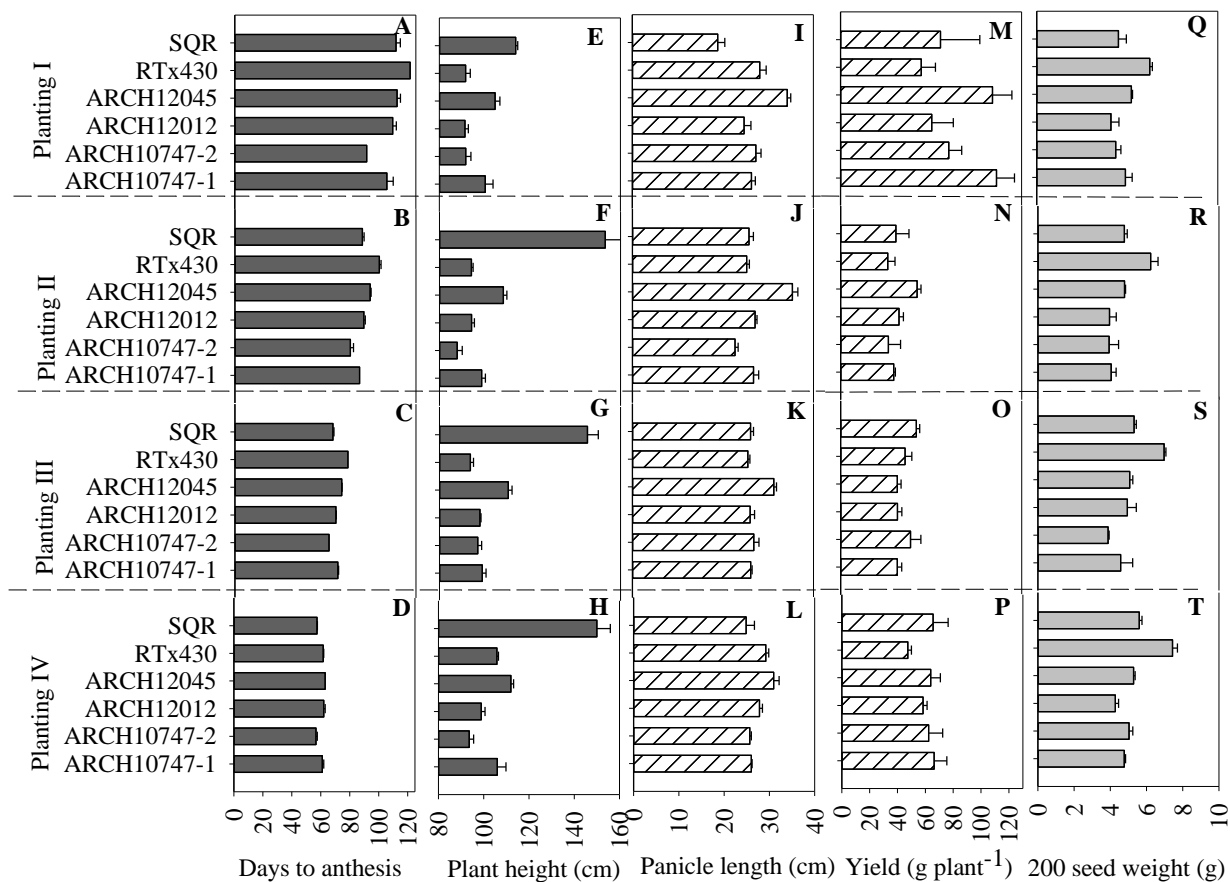 A E I M Q
Planting I
SQR
RTx430
ARCH12045
ARCH12012
ARCH10747-2
ARCH10747-1
B F J N R
Planting II
SQR
RTx430
ARCH12045
ARCH12012
ARCH10747-2
ARCH10747-1
C G K O S
Planting III
SQR
RTx430
ARCH12045
ARCH12012
ARCH10747-2
ARCH10747-1
D H L P T
Planting IV
SQR
RTx430
ARCH12045
ARCH12012
ARCH10747-2
ARCH10747-1
0 20 40 60 80 100 120
80 100 120 140 160
0 10 20 30 40
0 20 40 60 80 100 120
0 2 4 6 8 10
Days to anthesis
Plant height (cm)
Panicle length (cm)
Yield (g plant⁻¹)
200 seed weight (g)